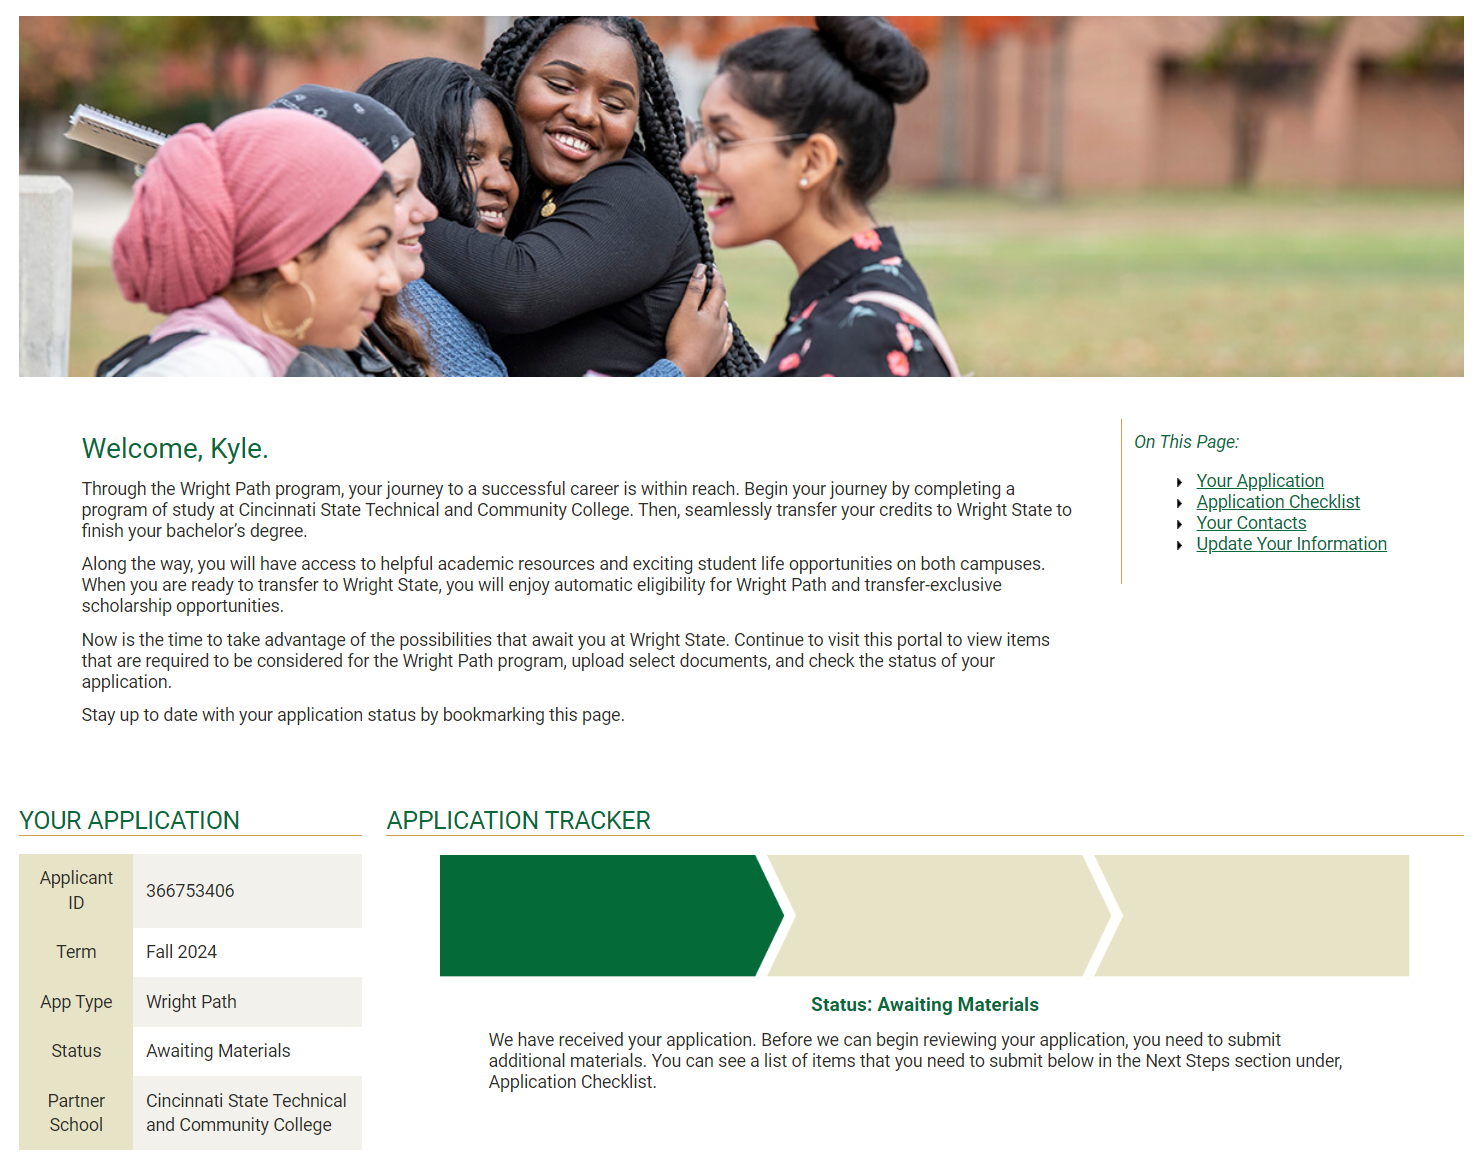 Welcome, Kyle.
Through the Wright Path program, your journey to a successful career is within reach. Begin your journey by completing a
program of study at Cincinnati State Technical and Community College. Then, seamlessly transfer your credits to Wright State to
finish your bachelor’s degree.
Along the way, you will have access to helpful academic resources and exciting student life opportunities on both campuses.
When you are ready to transfer to Wright State, you will enjoy automatic eligibility for Wright Path and transfer-exclusive
scholarship opportunities.
Now is the time to take advantage of the possibilities that await you at Wright State. Continue to visit this portal to view items
that are required to be considered for the Wright Path program, upload select documents, and check the status of your
application.
Stay up to date with your application status by bookmarking this page.
On This Page:
Your Application
Application Checklist
Your Contacts
Update Your Information
YOUR APPLICATION
Applicant
ID
366753406
Term
Fall 2024
App Type
Wright Path
Status
Awaiting Materials
Partner
School
Cincinnati State Technical
and Community College
APPLICATION TRACKER
Status: Awaiting Materials
We have received your application. Before we can begin reviewing your application, you need to submit
additional materials. You can see a list of items that you need to submit below in the Next Steps section under,
Application Checklist.